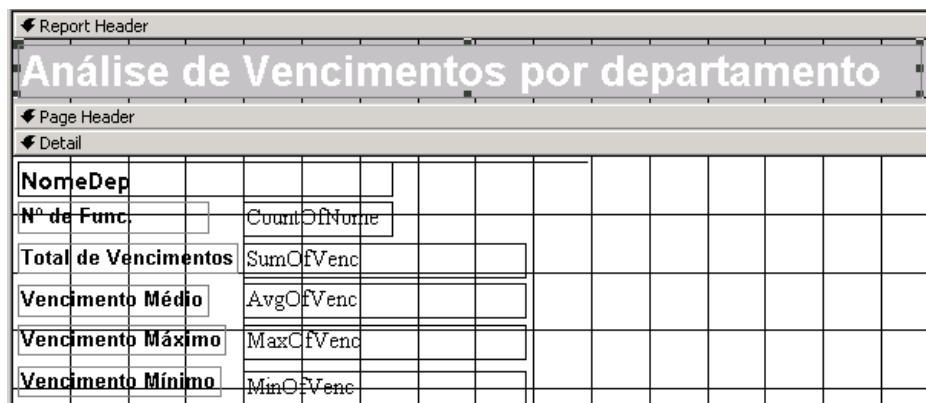 Report Header
Análise de Vencimentos por departamento
Page Header
Detail
NomeDep
Nº de Func. CountOfNome
Total de Vencimentos SumOfVenc
Vencimento Médio AvgOfVenc
Vencimento Máximo MaxOfVenc
Vencimento Mínimo MinOfVenc